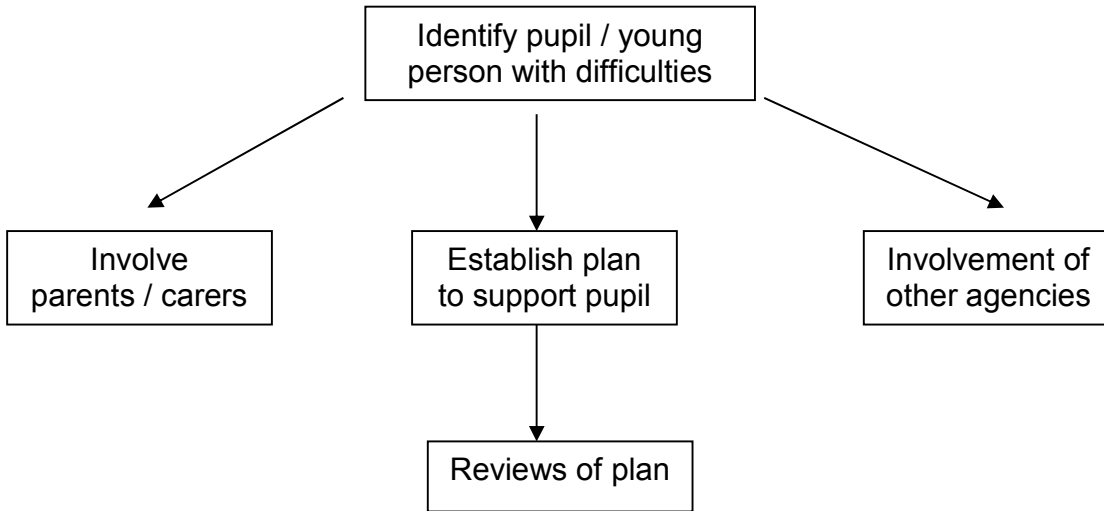 Identify pupil / young
person with difficulties
Involve
parents / carers
Establish plan
to support pupil
Involvement of
other agencies
Reviews of plan